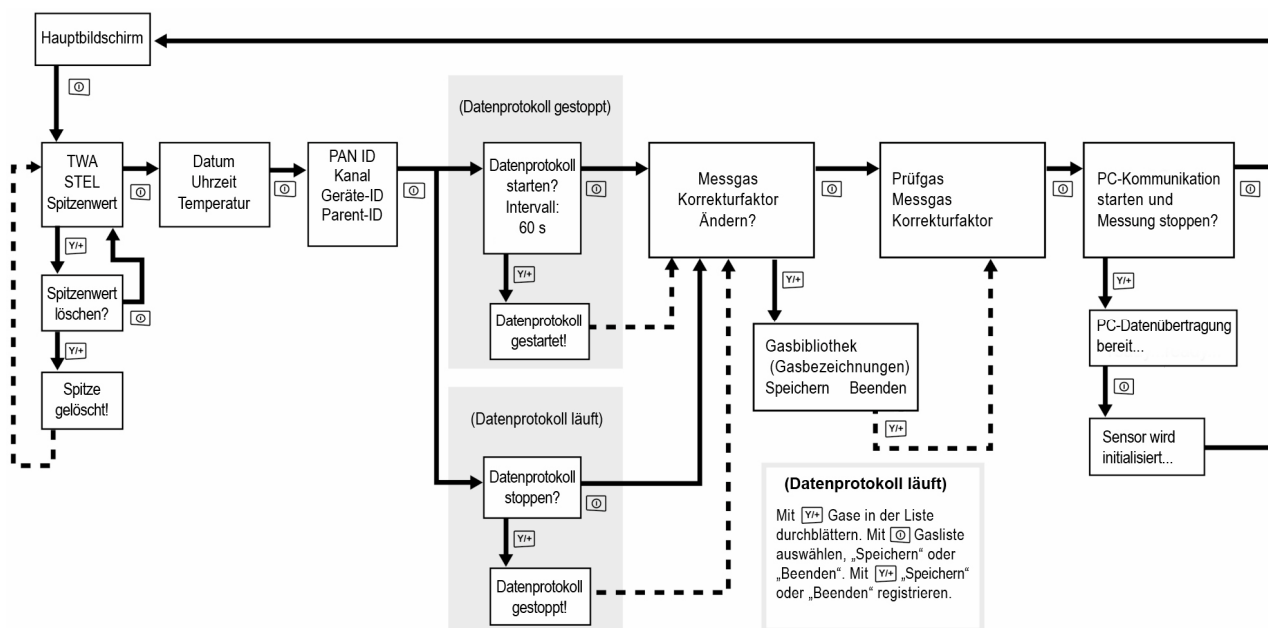 Hauptbildschirm
TWA
STEL
Spitzenwert
Y/+
Spitzenwert
löschen?
Y/+
Spitze
gelöscht!
Datum
Uhrzeit
Temperatur
PAN ID
Kanal
Geräte-ID
Parent-ID
(Datenprotokoll gestoppt)
Datenprotokoll
starten?
Intervall:
60 s
Y/+
Datenprotokoll
gestartet!
(Datenprotokoll läuft)
Datenprotokoll
stoppen?
Y/+
Datenprotokoll
gestoppt!
Messgas
Korrekturfaktor
Ändern?
Y/+
Gasbibliothek
(Gasbezeichnungen)
Speichern Beenden
Y/+
Prüfgas
Messgas
Korrekturfaktor
PC-Kommunikation
starten und
Messung stoppen?
Y/+
PC-Datenübertragung
bereit...
Sensor wird
initialisiert...
(Datenprotokoll läuft)
Mit Y/+ Gase in der Liste
durchblättern. Mit Gasliste
auswählen, „Speichern“ oder
„Beenden“. Mit Y/+ „Speichern“
oder „Beenden“ registrieren.